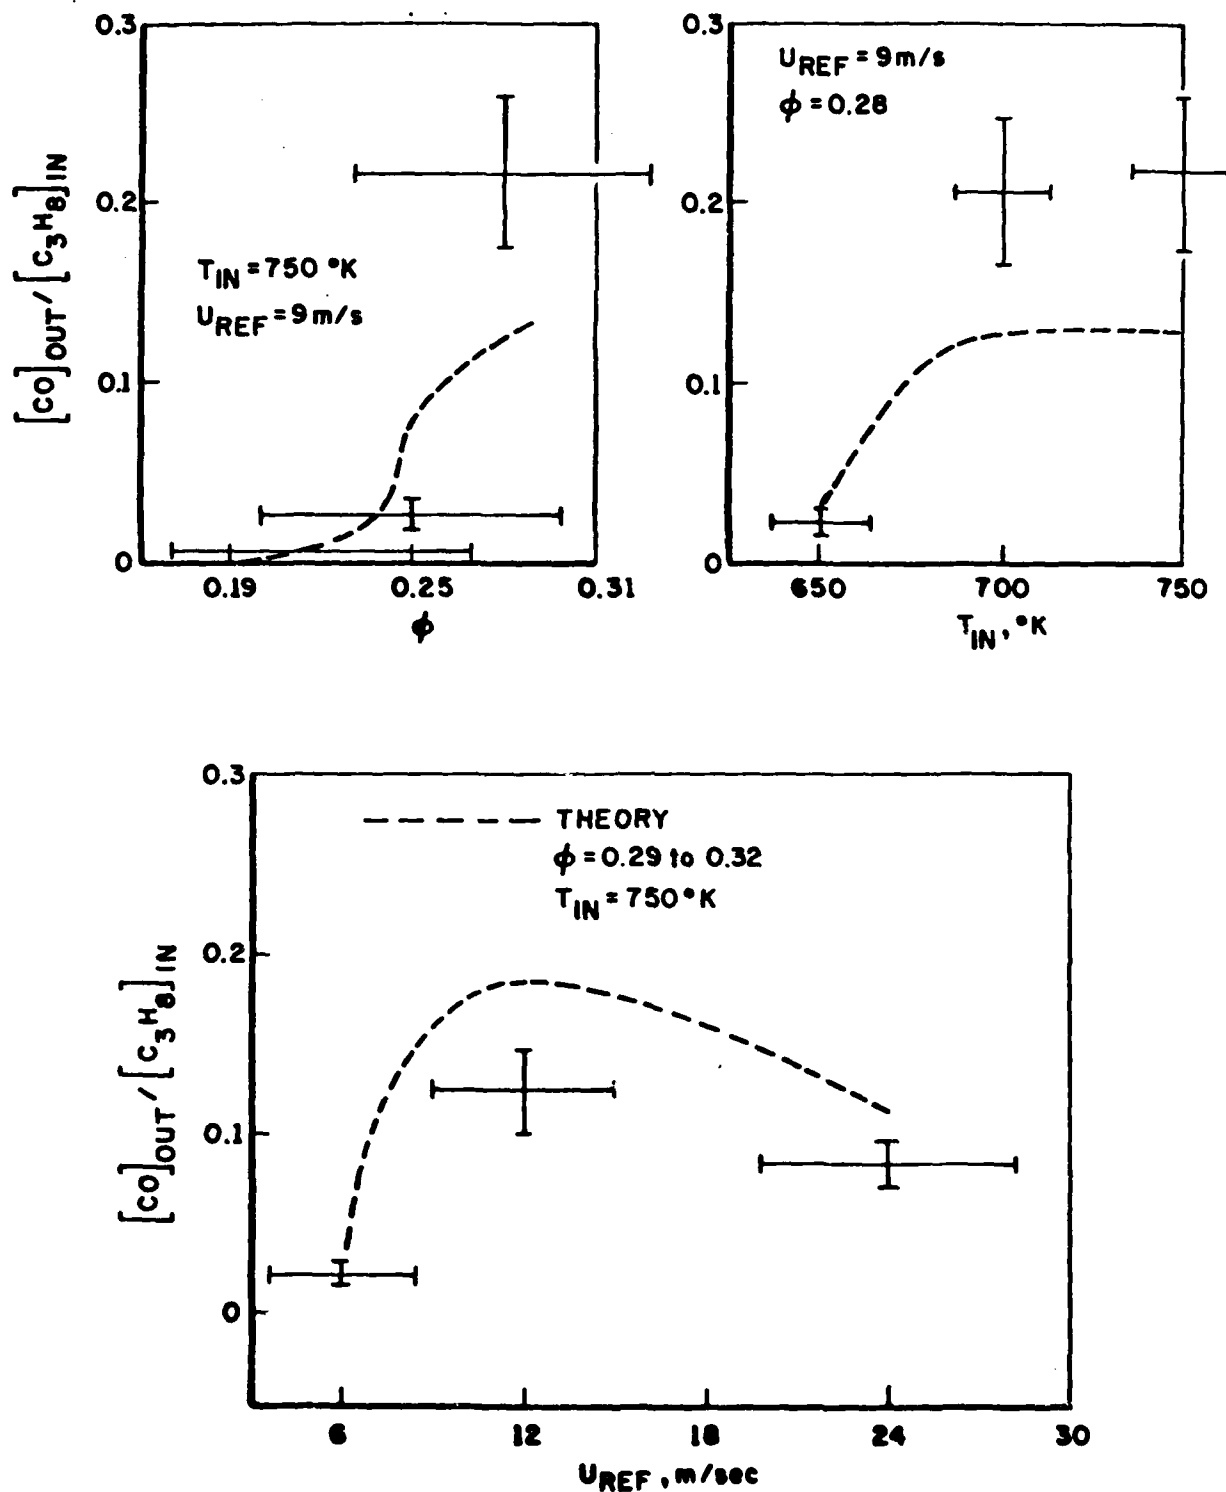 0.3
0.2
0.1
0
[CO]OUT/[C3H8]IN
TIN = 750 °K
UREF = 9 m/s
0.19 0.25 0.31
ϕ
0.3
0.2
0.1
0
UREF = 9 m/s
ϕ = 0.28
650 700 750
TIN, °K
0.3
0.2
0.1
0
[CO]OUT/[C3H8]IN
THEORY
ϕ = 0.29 to 0.32
TIN = 750 °K
6 12 18 24 30
UREF, m/sec